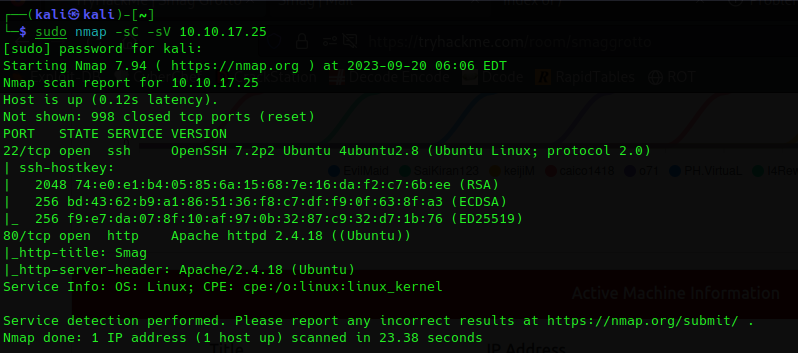 ┌──(kali㉿kali)-[~]
└─$ sudo nmap -sC -sV 10.10.17.25
[sudo] password for kali:
Starting Nmap 7.94 ( https://nmap.org ) at 2023-09-20 06:06 EDT
Nmap scan report for 10.10.17.25
Host is up (0.12s latency).
Not shown: 998 closed tcp ports (reset)
PORT   STATE SERVICE VERSION
22/tcp open  ssh     OpenSSH 7.2p2 Ubuntu 4ubuntu2.8 (Ubuntu Linux; protocol 2.0)
| ssh-hostkey:
|   2048 74:e0:e1:b4:05:85:6a:15:68:7e:16:da:f2:c7:6b:ee (RSA)
|   256 bd:43:62:b9:a1:86:51:36:f8:c7:df:f9:0f:63:8f:a3 (ECDSA)
|_  256 f9:e7:da:07:8f:10:af:97:0b:32:87:c9:32:d7:1b:76 (ED25519)
80/tcp open  http    Apache httpd 2.4.18 ((Ubuntu))
|_http-title: Smag
|_http-server-header: Apache/2.4.18 (Ubuntu)
Service Info: OS: Linux; CPE: cpe:/o:linux:linux_kernel
Active Machine Information
Service detection performed. Please report any incorrect results at https://nmap.org/submit/ .
Nmap done: 1 IP address (1 host up) scanned in 23.38 seconds
Title IP Address